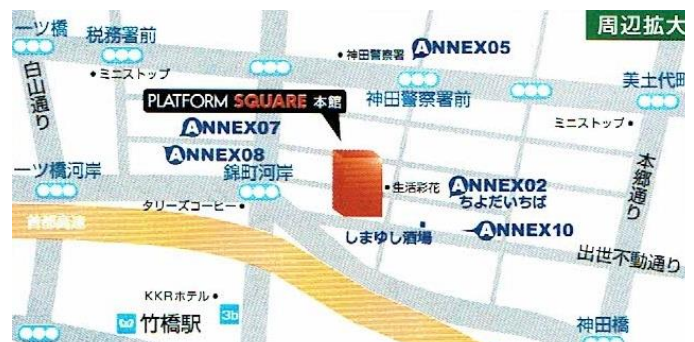 周辺拡大
一ツ橋
税務署前
神田警察署
ANNEX05
白山通り
ミニストップ
神田警察署前
美土代町
PLATFORM SQUARE 本館
ANNEX07
ミニストップ
ANNEX08
一ツ橋河岸
錦町河岸
生活彩花
ANNEX02
ちよだいちば
本郷通り
タリーズコーヒー
首都高速
しまゆし酒場
ANNEX10
出世不動通り
KKRホテル
竹橋駅
3b
神田橋